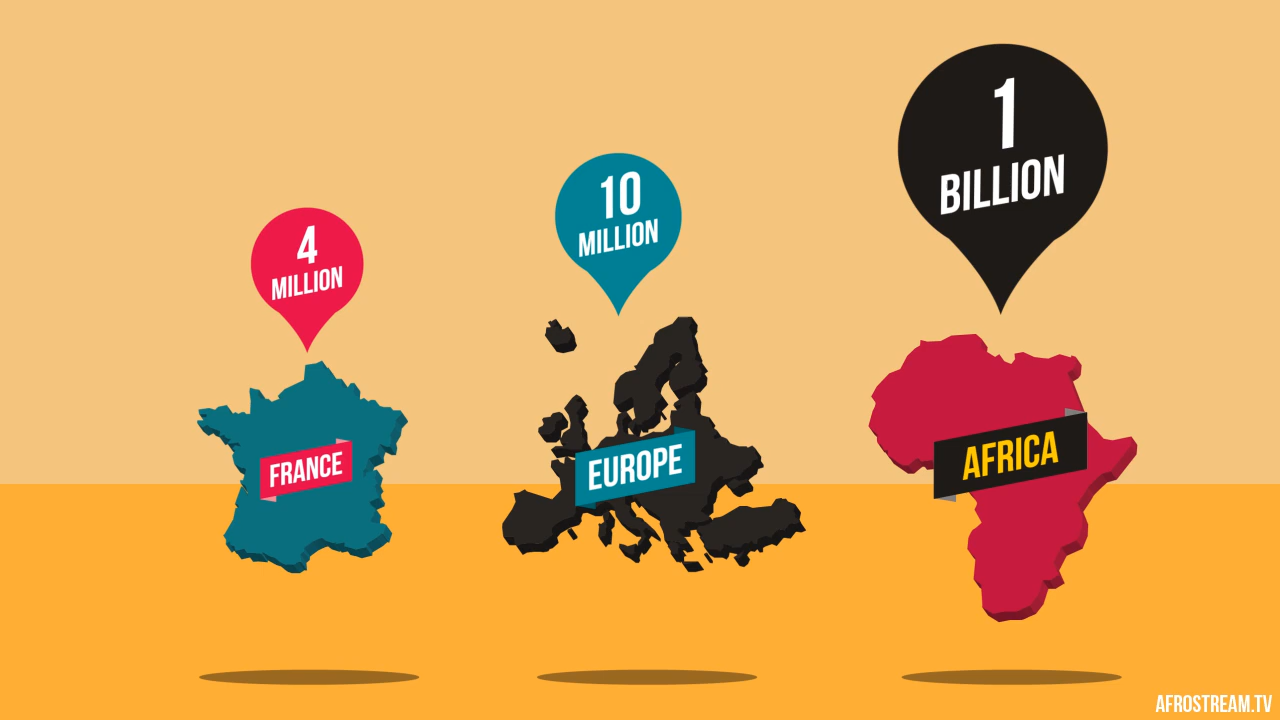 4
MILLION
FRANCE
10
MILLION
EUROPE
1
BILLION
AFRICA
AFROSTREAM.TV